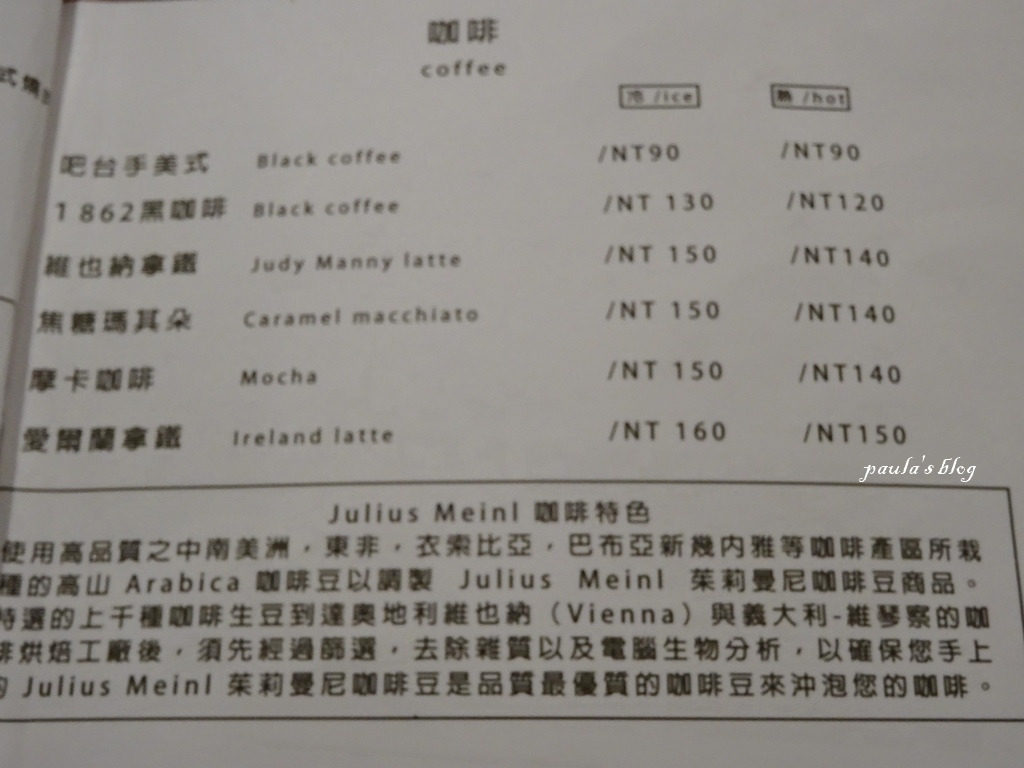 咖啡
coffee
冷 /ice 熱 /hot
吧台手美式 Black coffee /NT90 /NT90
1862黑咖啡 Black coffee /NT 130 /NT120
維也納拿鐵 Judy Manny latte /NT 150 /NT140
焦糖瑪其朵 Caramel macchiato /NT 150 /NT140
摩卡咖啡 Mocha /NT 150 /NT140
愛爾蘭拿鐵 Ireland latte /NT 160 /NT150
paula's blog
Julius Meinl 咖啡特色
使用高品質之中南美洲，東非，衣索比亞，巴布亞新幾內雅等咖啡產區所栽
種的高山 Arabica 咖啡豆以調製 Julius Meinl 茱莉曼尼咖啡豆商品。
特選的上千種咖啡生豆到達奧地利維也納（Vienna）與義大利-維琴察的咖
啡烘焙工廠後，須先經過篩選，去除雜質以及電腦生物分析，以確保您手上
的 Julius Meinl 茱莉曼尼咖啡豆是品質最優質的咖啡豆來沖泡您的咖啡。